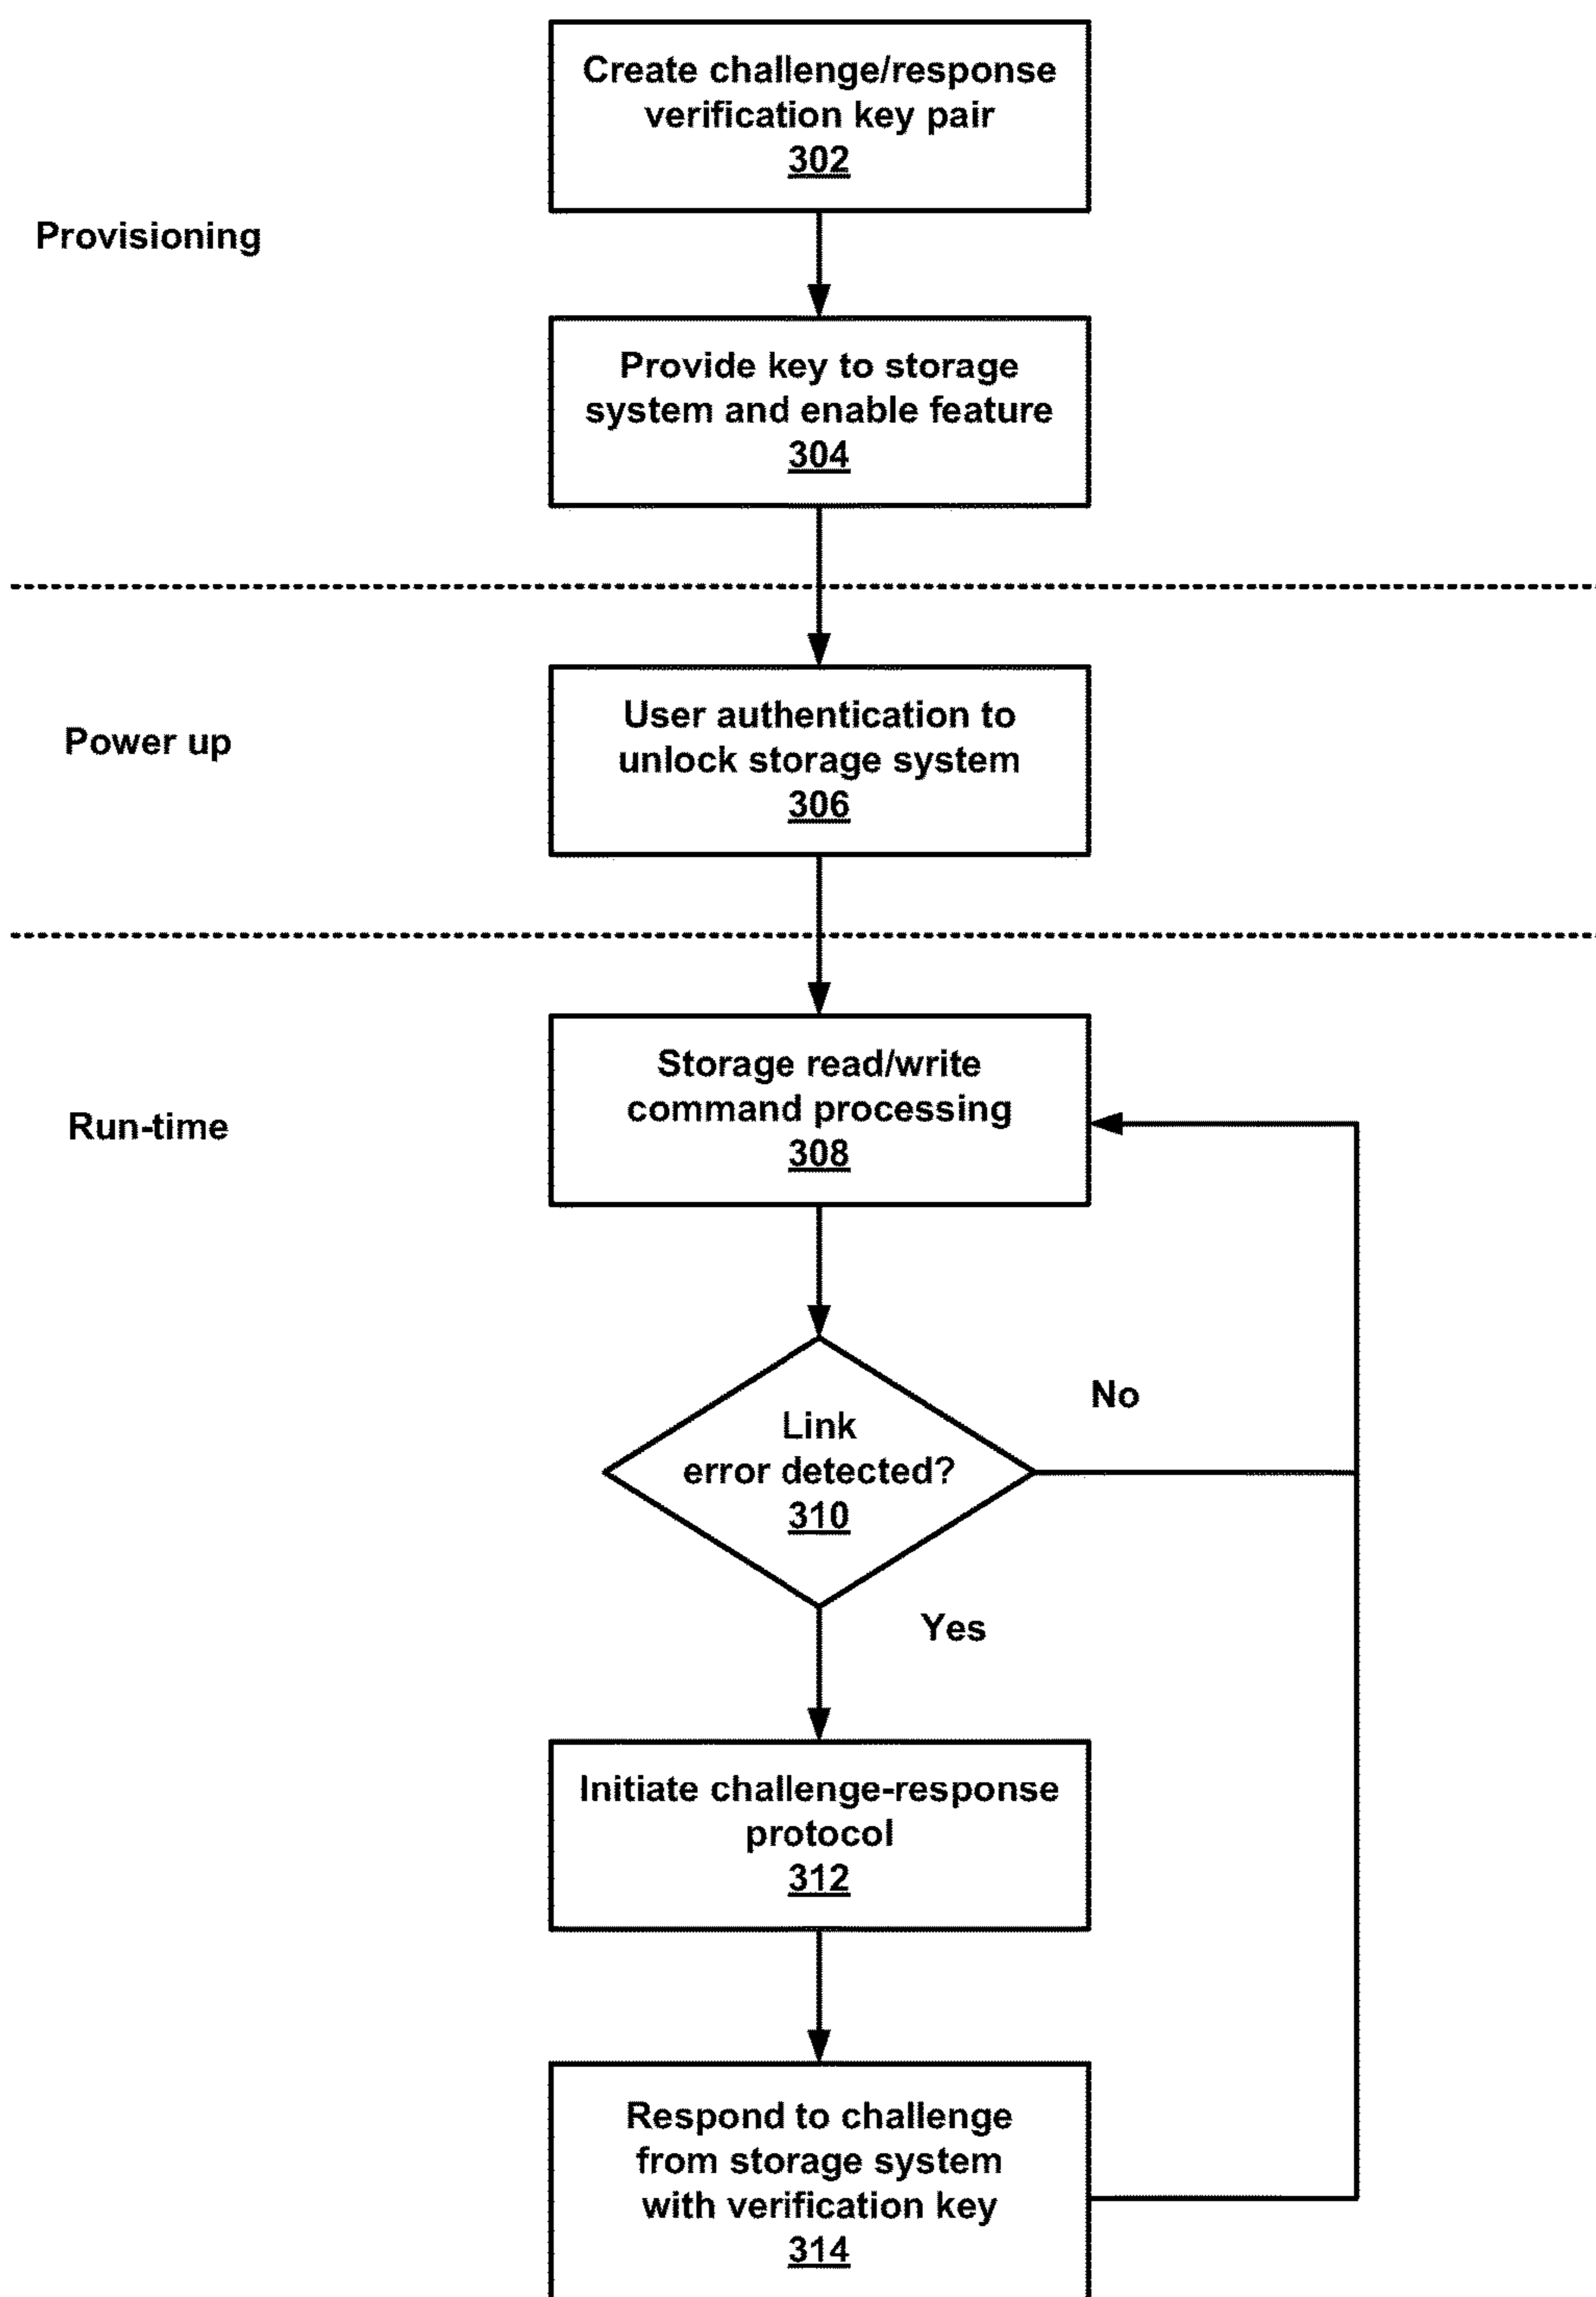 Create challenge/response
verification key pair
302
Provisioning
Provide key to storage
system and enable feature
304
User authentication to
unlock storage system
306
Power up
Storage read/write
command processing
308
Run-time
Link
error detected?
310
No
Yes
Initiate challenge-response
protocol
312
Respond to challenge
from storage system
with verification key
314